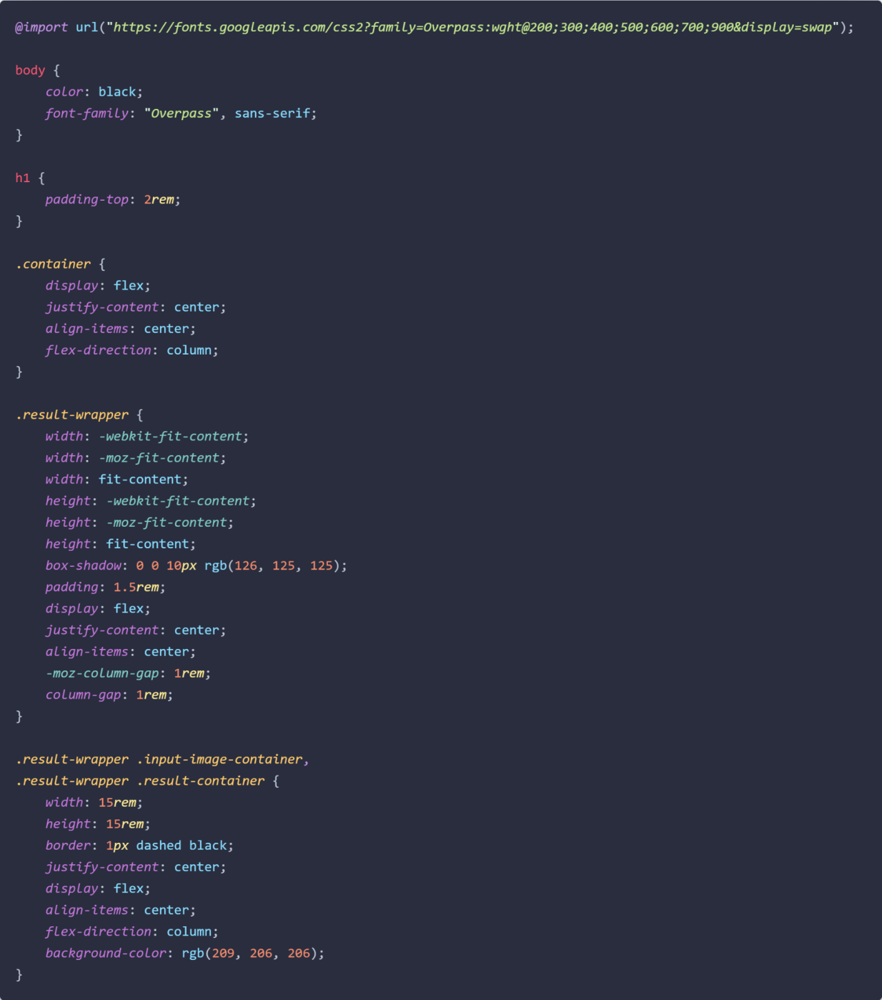 @import url("https://fonts.googleapis.com/css2?family=Overpass:wght@200;300;400;500;600;700;900&display=swap");

body {
    color: black;
    font-family: "Overpass", sans-serif;
}

h1 {
    padding-top: 2rem;
}

.container {
    display: flex;
    justify-content: center;
    align-items: center;
    flex-direction: column;
}

.result-wrapper {
    width: -webkit-fit-content;
    width: -moz-fit-content;
    width: fit-content;
    height: -webkit-fit-content;
    height: -moz-fit-content;
    height: fit-content;
    box-shadow: 0 0 10px rgb(126, 125, 125);
    padding: 1.5rem;
    display: flex;
    justify-content: center;
    align-items: center;
    -moz-column-gap: 1rem;
    column-gap: 1rem;
}

.result-wrapper .input-image-container,
.result-wrapper .result-container {
    width: 15rem;
    height: 15rem;
    border: 1px dashed black;
    justify-content: center;
    display: flex;
    align-items: center;
    flex-direction: column;
    background-color: rgb(209, 206, 206);
}